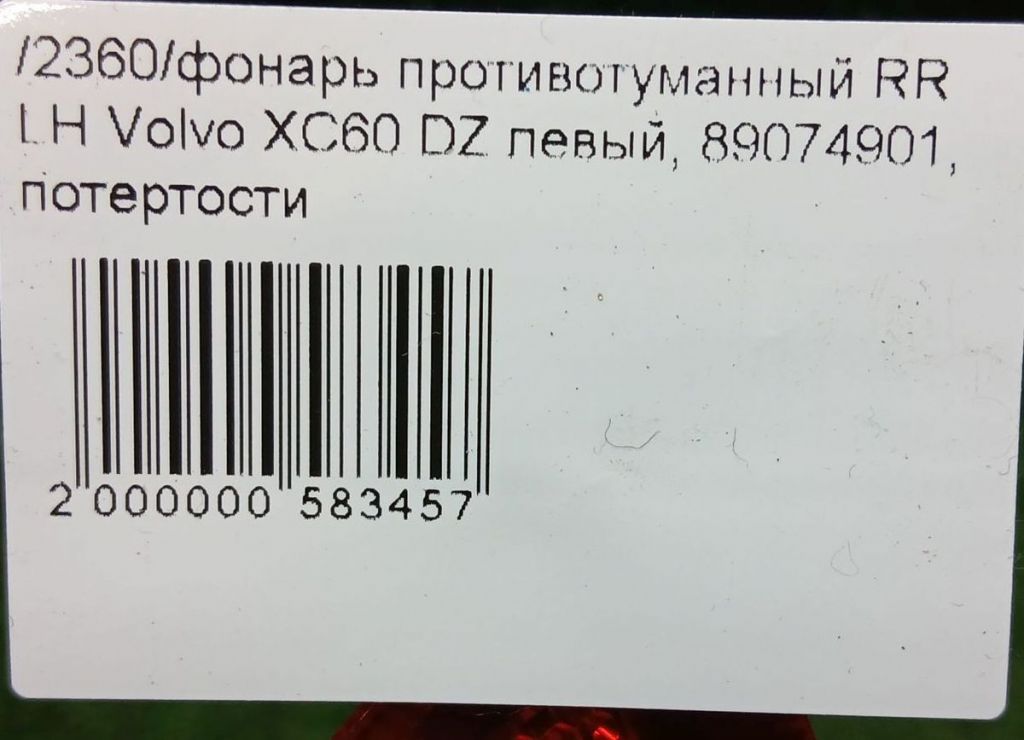 /2360/фонарь противотуманный RR
LH Volvo XC60 DZ левый, 89074901,
потертости
2 000000 583457